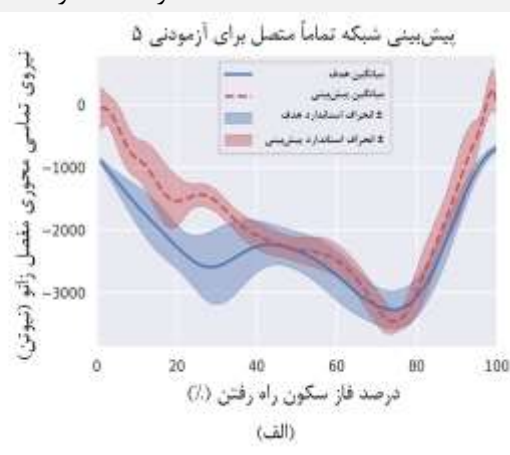 پیش‌بینی شبکه تماماً متصل برای آزمودنی ۵
میانگین هدف
میانگین پیش‌بینی
± انحراف استاندارد هدف
± انحراف استاندارد پیش‌بینی
نیروی تماسی محوری مفصل زانو (نیوتن)
0
−1000
−2000
−3000
0 20 40 60 80 100
درصد فاز سکون راه رفتن (٪)
(الف)